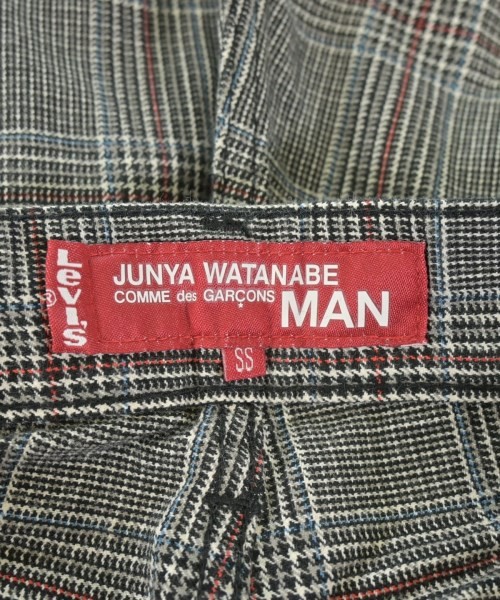 Levi's
®
JUNYA WATANABE
COMME des GARÇONS MAN
SS